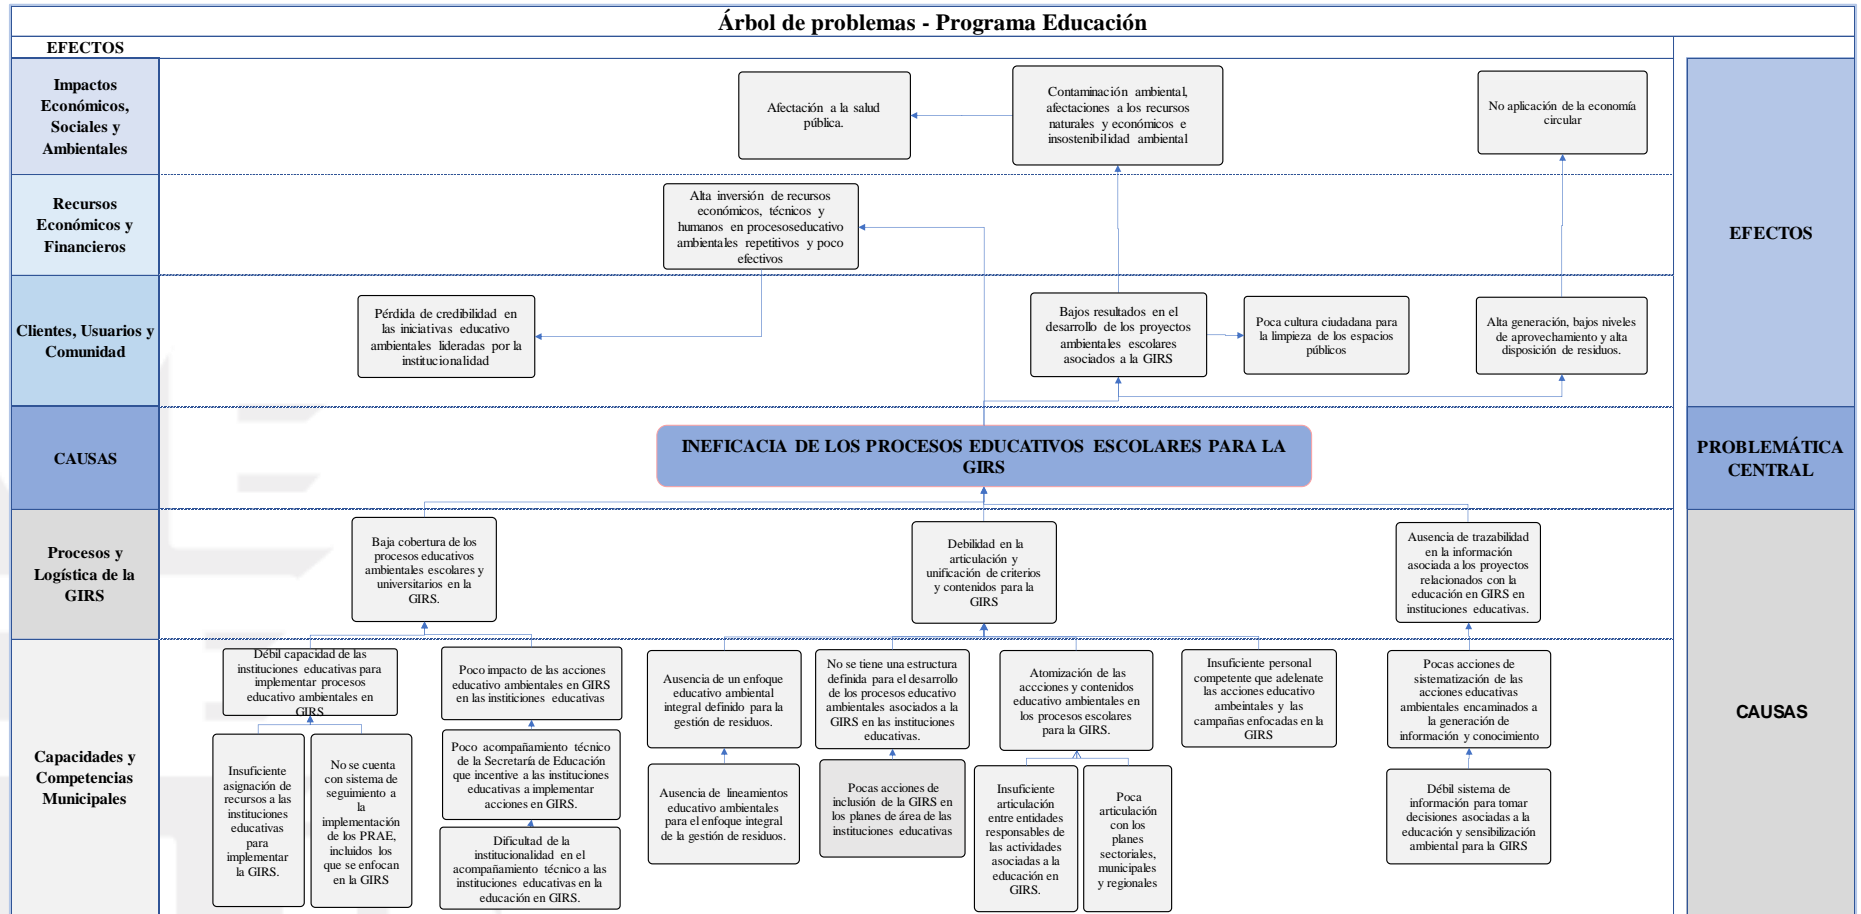 Árbol de problemas - Programa Educación
EFECTOS
Impactos
Económicos,
Sociales y
Ambientales
Afectación a la salud
pública.
Contaminación ambiental,
afectaciones a los recursos
naturales y económicos e
insostenibilidad ambiental
No aplicación de la economía
circular
Recursos
Económicos y
Financieros
Alta inversión de recursos
económicos, técnicos y
humanos en procesoseducativo
ambientales repetitivos y poco
efectivos
EFECTOS
Clientes, Usuarios y
Comunidad
Pérdida de credibilidad en
las iniciativas educativo
ambientales lideradas por la
institucionalidad
Bajos resultados en el
desarrollo de los proyectos
ambientales escolares
asociados a la GIRS
Poca cultura ciudadana para
la limpieza de los espacios
públicos
Alta generación, bajos niveles
de aprovechamiento y alta
disposición de residuos.
CAUSAS
INEFICACIA DE LOS PROCESOS EDUCATIVOS ESCOLARES PARA LA
GIRS
PROBLEMÁTICA
CENTRAL
Procesos y
Logística de la
GIRS
Baja cobertura de los
procesos educativos
ambientales escolares y
universitarios en la
GIRS.
Debilidad en la
articulación y
unificación de criterios
y contenidos para la
GIRS
Ausencia de trazabilidad
en la información
asociada a los proyectos
relacionados con la
educación en GIRS en
instituciones educativas.
CAUSAS
Capacidades y
Competencias
Municipales
Débil capacidad de las
instituciones educativas para
implementar procesos
educativo ambientales en
GIRS
Poco impacto de las acciones
educativo ambientales en GIRS
en las institiciones educativas
Ausencia de un enfoque
educativo ambiental
integral definido para la
gestión de residuos.
No se tiene una estructura
definida para el desarrollo
de los procesos educativo
ambientales asociados a la
GIRS en las instituciones
educativas.
Atomización de las
accciones y contenidos
educativo ambientales en
los procesos escolares
para la GIRS.
Insuficiente personal
competente que adelenate
las acciones educativo
ambeintales y las
campañas enfocadas en la
GIRS
Pocas acciones de
sistematización de las
acciones educativas
ambientales encaminados a
la generación de
información y conocimiento
Insuficiente
asignación de
recursos a las
instituciones
educativas
para
implementar
la GIRS.
No se cuenta
con sistema de
seguimiento a
la
implementación
de los PRAE,
incluidos los
que se enfocan
en la GIRS
Poco acompañamiento técnico
de la Secretaría de Educación
que incentive a las instituciones
educativas a implementar
acciones en GIRS.
Dificultad de la
institucionalidad en el
acompañamiento técnico a las
instituciones educativas en la
educación en GIRS.
Ausencia de lineamientos
educativo ambientales
para el enfoque integral
de la gestión de residuos.
Pocas acciones de
inclusión de la GIRS en
los planes de área de las
instituciones educativas
Insuficiente
articulación
entre entidades
responsables de
las actividades
asociadas a la
educación en
GIRS.
Poca
articulación
con los
planes
sectoriales,
municipales
y regionales
Débil sistema de
información para tomar
decisiones asociadas a la
educación y sensibilización
ambiental para la GIRS